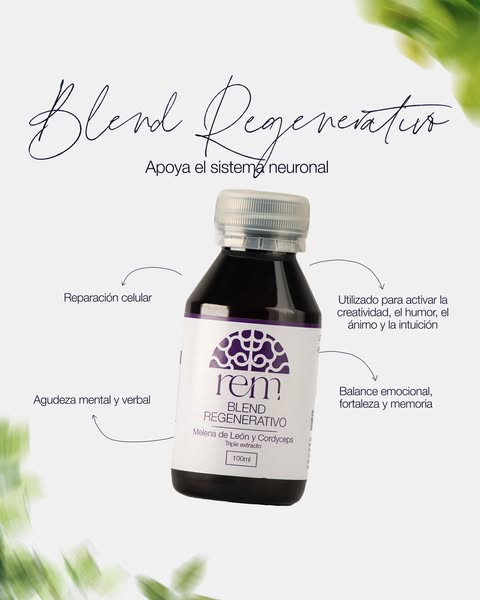 Blend Regenerativo
Apoya el sistema neuronal
Reparación celular
Utilizado para activar la
creatividad, el humor, el
ánimo y la intuición
Agudeza mental y verbal
Balance emocional,
fortaleza y memoria
rem
BLEND
REGENERATIVO
Melena de León y Cordyceps
Triple extracto
100ml